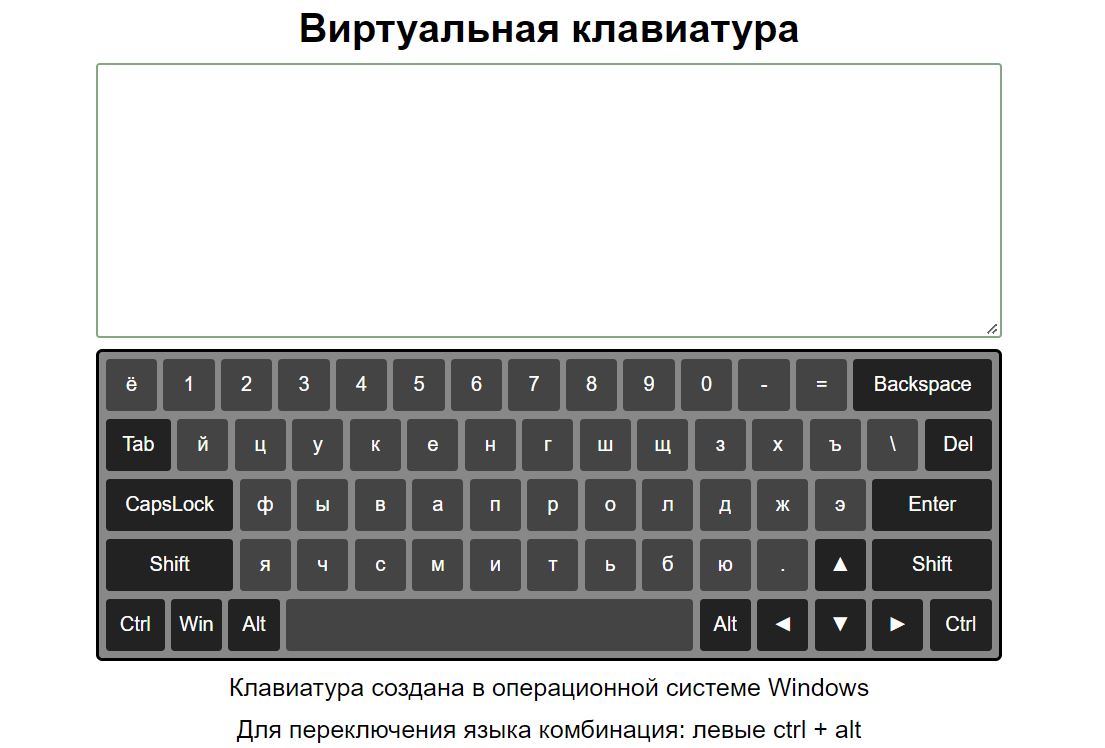 Виртуальная клавиатура
ё 1 2 3 4 5 6 7 8 9 0 - = Backspace
Tab й ц у к е н г ш щ з х ъ \ Del
CapsLock ф ы в а п р о л д ж э Enter
Shift я ч с м и т ь б ю . ▲ Shift
Ctrl Win Alt Alt ◄ ▼ ► Ctrl
Клавиатура создана в операционной системе Windows
Для переключения языка комбинация: левые ctrl + alt